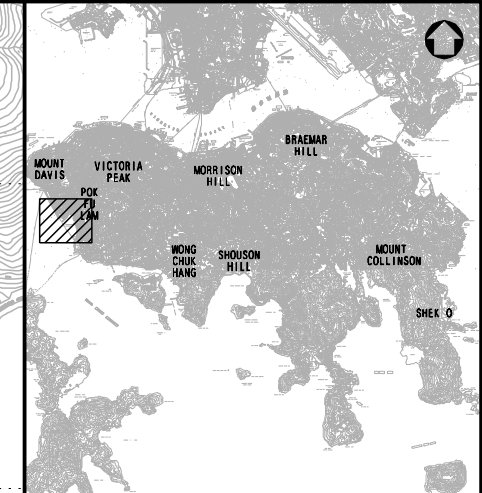 BRAEMAR
HILL
MOUNT
DAVIS
VICTORIA
PEAK
MORRISON
HILL
POK
FU
LAM
WONG
CHUK
HANG
SHOUSON
HILL
MOUNT
COLLINSON
SHEK O